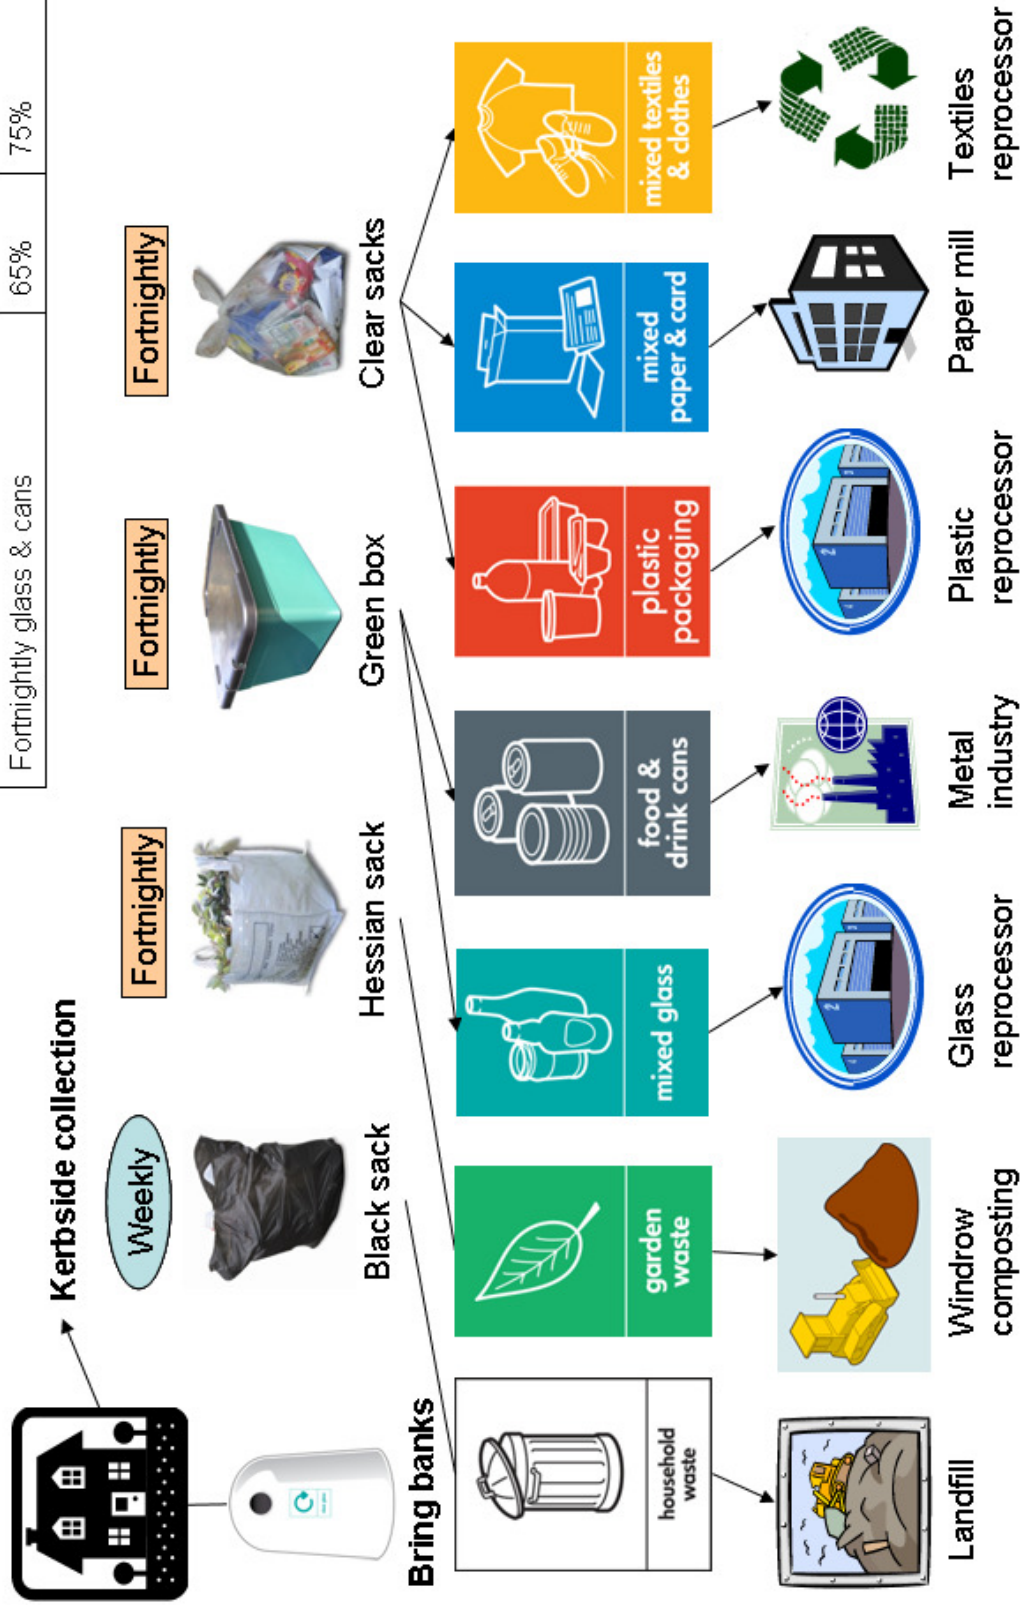 Fortnightly glass & cans 65% 75%
Kerbside collection
Weekly
Fortnightly
Fortnightly
Fortnightly
Bring banks
Black sack
Hessian sack
Green box
Clear sacks
household
waste
garden
waste
mixed glass
food &
drink cans
plastic
packaging
mixed
paper & card
mixed textiles
& clothes
Landfill
Windrow
composting
Glass
reprocessor
Metal
industry
Plastic
reprocessor
Paper mill
Textiles
reprocessor